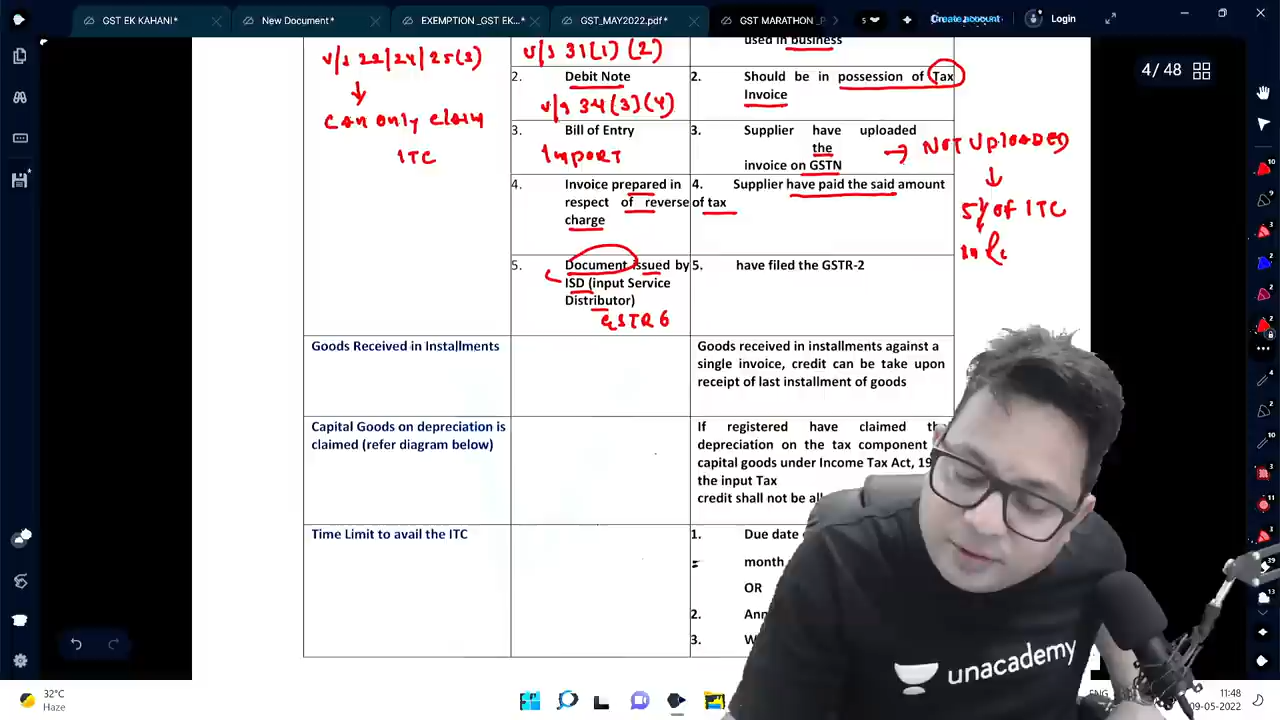 GST EK KAHANI*
New Document*
EXEMPTION _GST EK...*
GST_MAY2022.pdf*
GST MARATHON _P
5
Create account
Login
4 / 48
used in business
u/s 22/24/25(3)
can only claim
ITC
u/s 31(1) (2)
2. Debit Note
u/s 34(3)(4)
3. Bill of Entry
Import
4. Invoice prepared in
respect of reverse
charge
5. Document issued by
ISD (input Service
Distributor)
GSTR 6
2. Should be in possession of Tax
Invoice
3. Supplier have uploaded
the
invoice on GSTN
NOT Uploaded
5% of ITC
4. Supplier have paid the said amount
of tax
5. have filed the GSTR-2
Goods Received in Installments
Goods received in installments against a
single invoice, credit can be take upon
receipt of last installment of goods
Capital Goods on depreciation is
claimed (refer diagram below)
If registered have claimed
depreciation on the tax component
capital goods under Income Tax Act, 19
the input Tax
credit shall not be
Time Limit to avail the ITC
1. Due date
month
OR
2.
3.
unacademy
32°C
Haze
ENG
11:48
09-05-2022